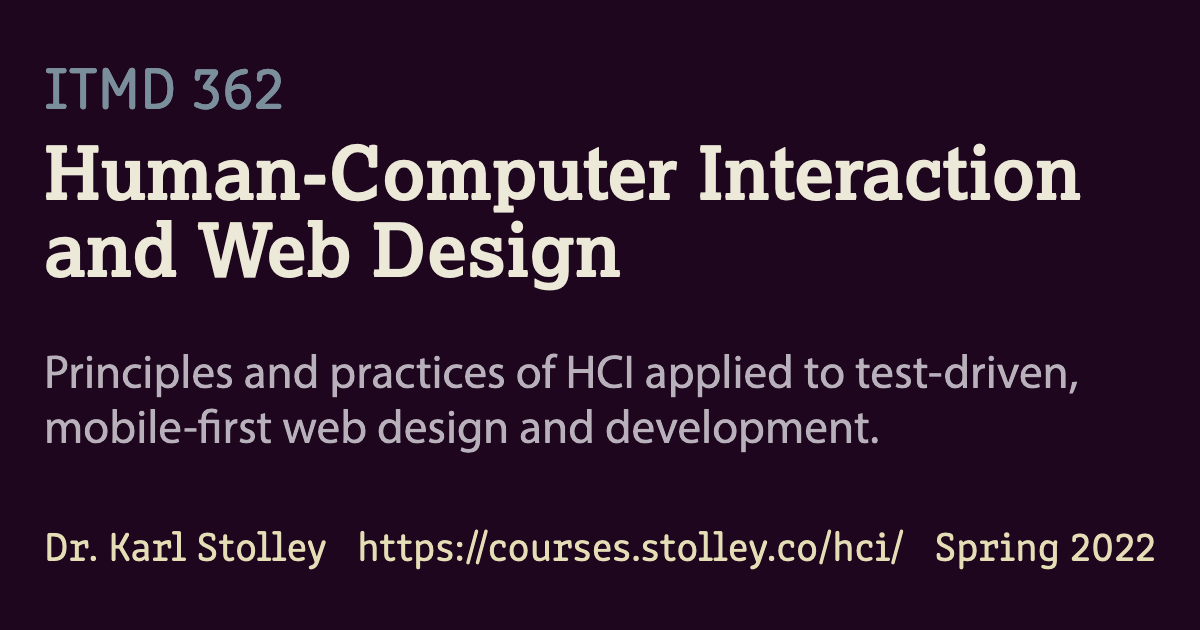 ITMD 362
Human-Computer Interaction
and Web Design
Principles and practices of HCI applied to test-driven,
mobile-first web design and development.
Dr. Karl Stolley https://courses.stolley.co/hci/ Spring 2022